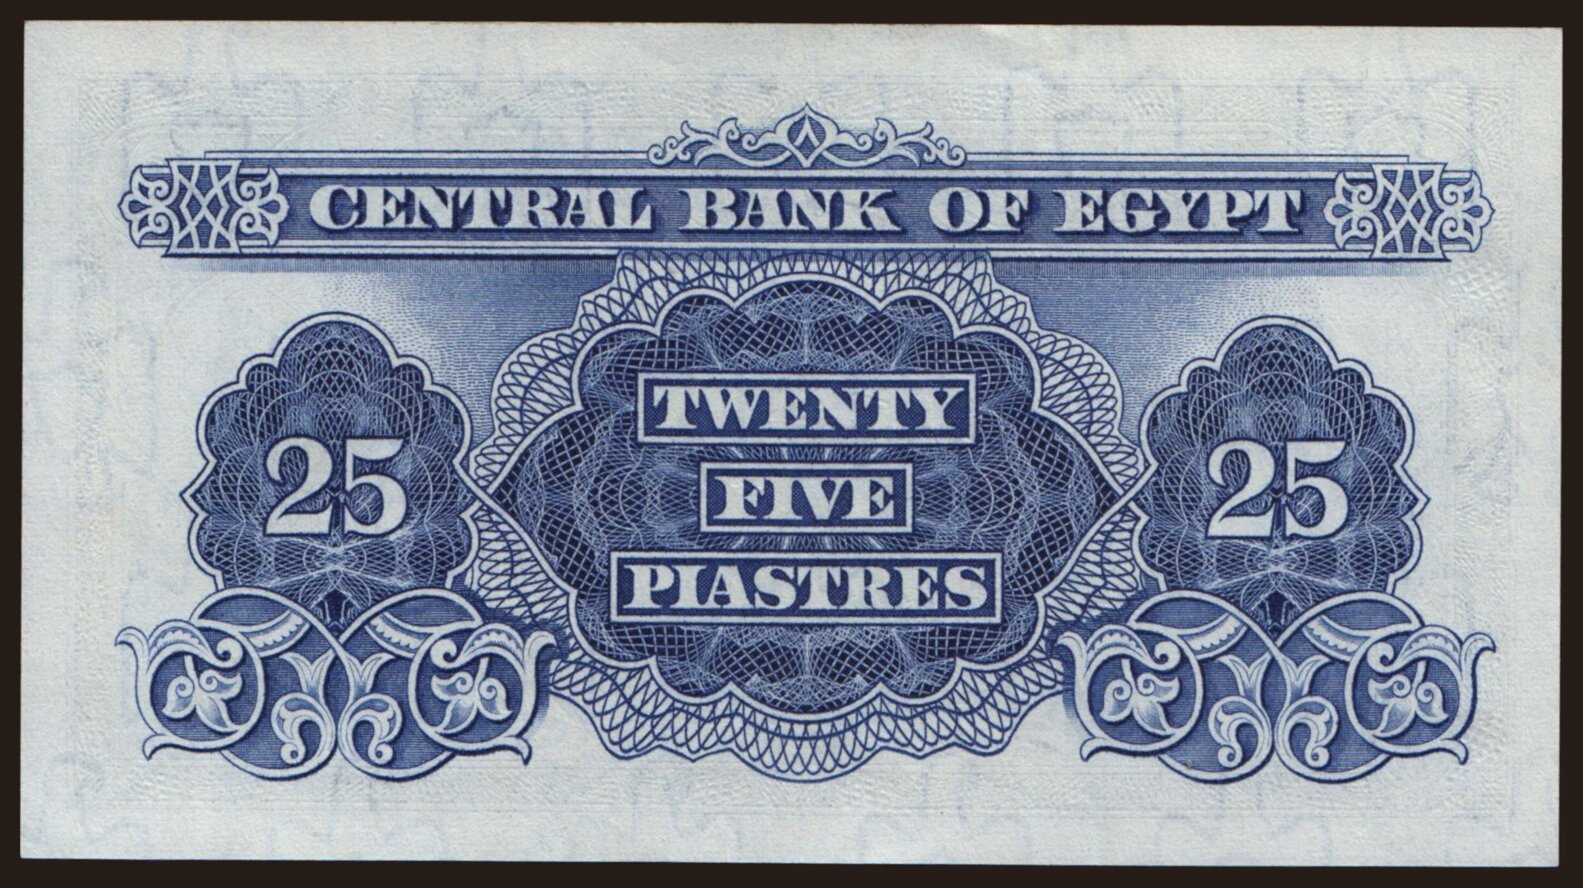 CENTRAL BANK OF EGYPT
TWENTY
25 FIVE 25
PIASTRES